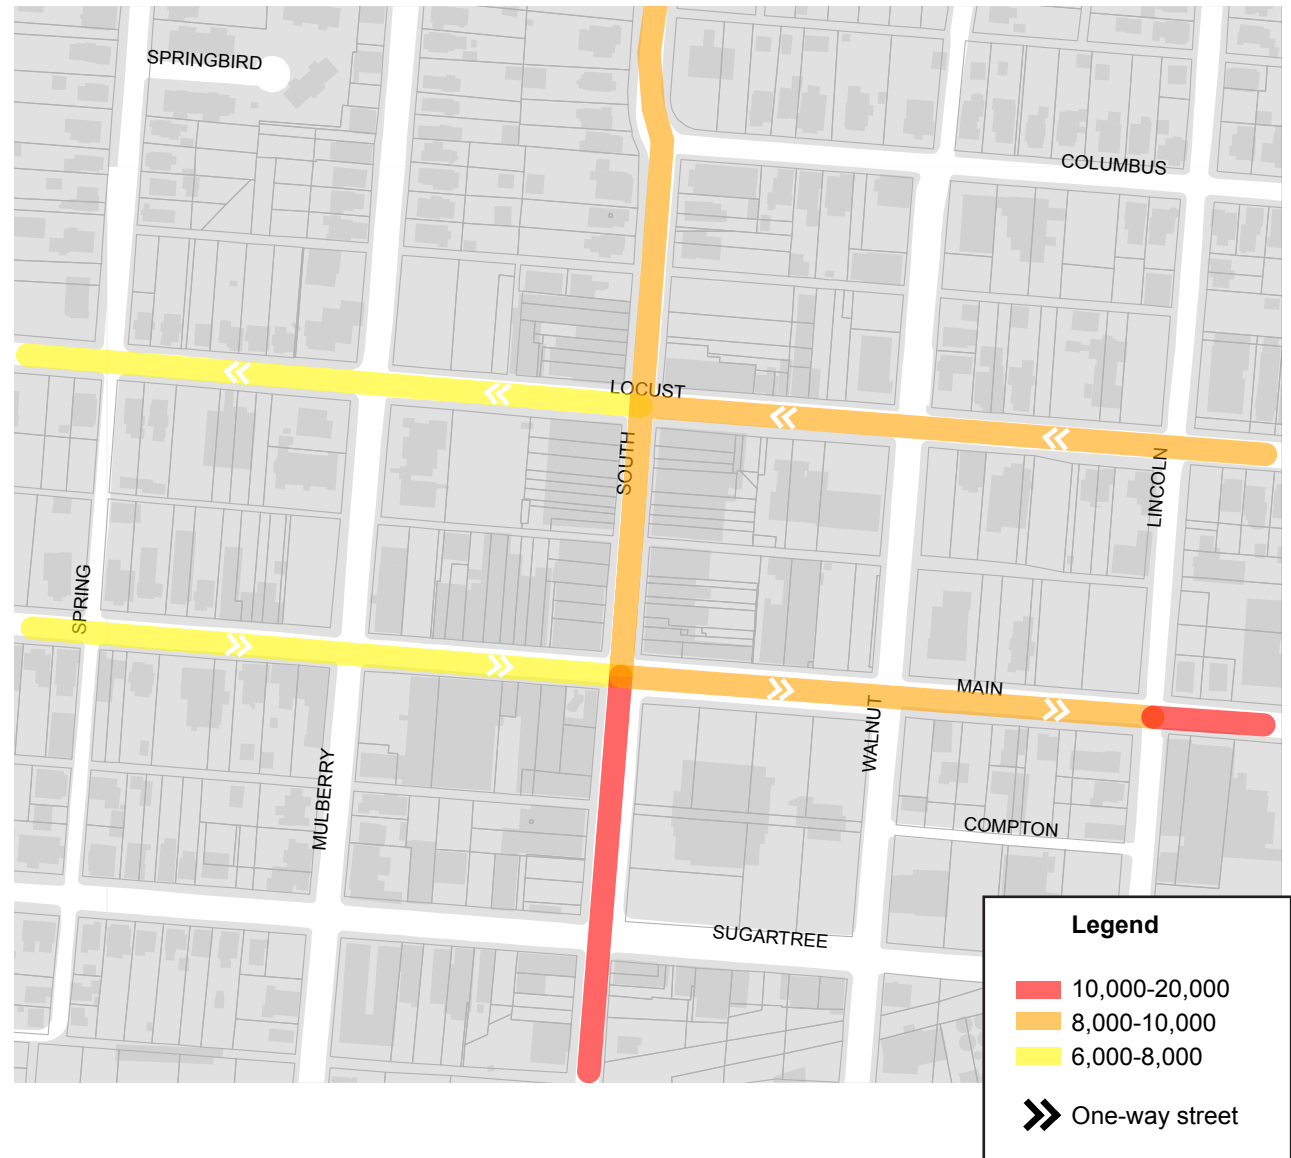 SPRINGBIRD
COLUMBUS
LOCUST
SOUTH
LINCOLN
SPRING
MAIN
WALNUT
MULBERRY
COMPTON
SUGARTREE
Legend
10,000-20,000
8,000-10,000
6,000-8,000
One-way street